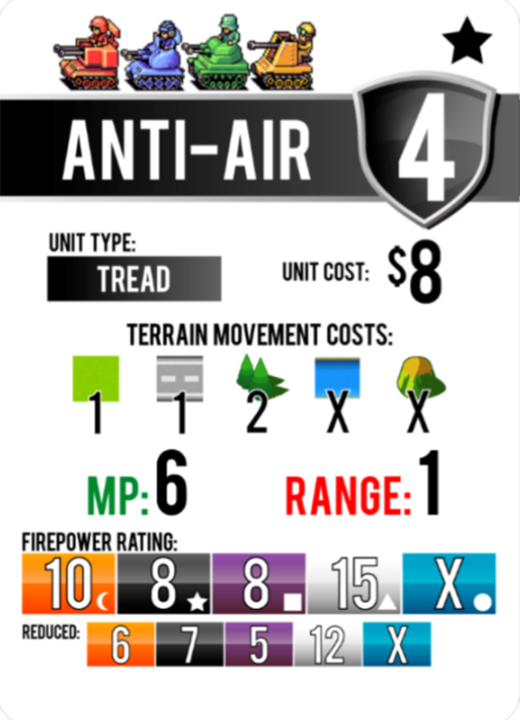 ANTI-AIR 4
UNIT TYPE:
TREAD
UNIT COST: $8
TERRAIN MOVEMENT COSTS:
1 1 2 X X
MP: 6 RANGE: 1
FIREPOWER RATING:
10 8 8 15 X
REDUCED: 6 7 5 12 X